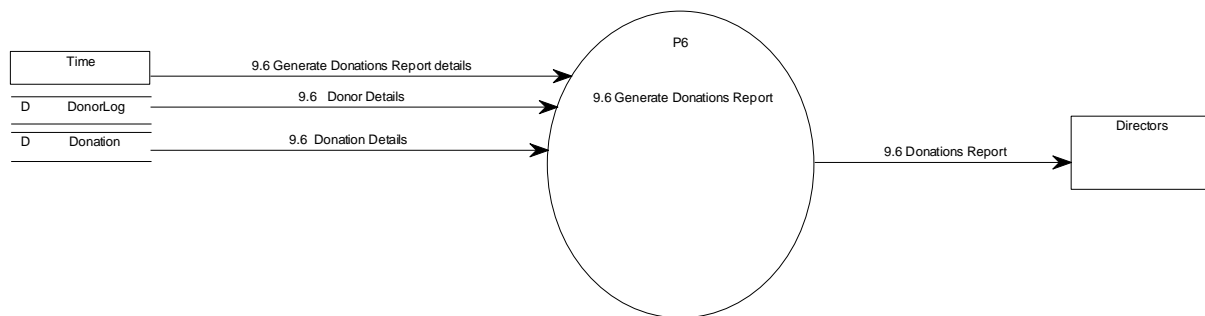 P6
Time
9.6 Generate Donations Report details
D DonorLog
9.6 Donor Details
9.6 Generate Donations Report
D Donation
9.6 Donation Details
9.6 Donations Report
Directors